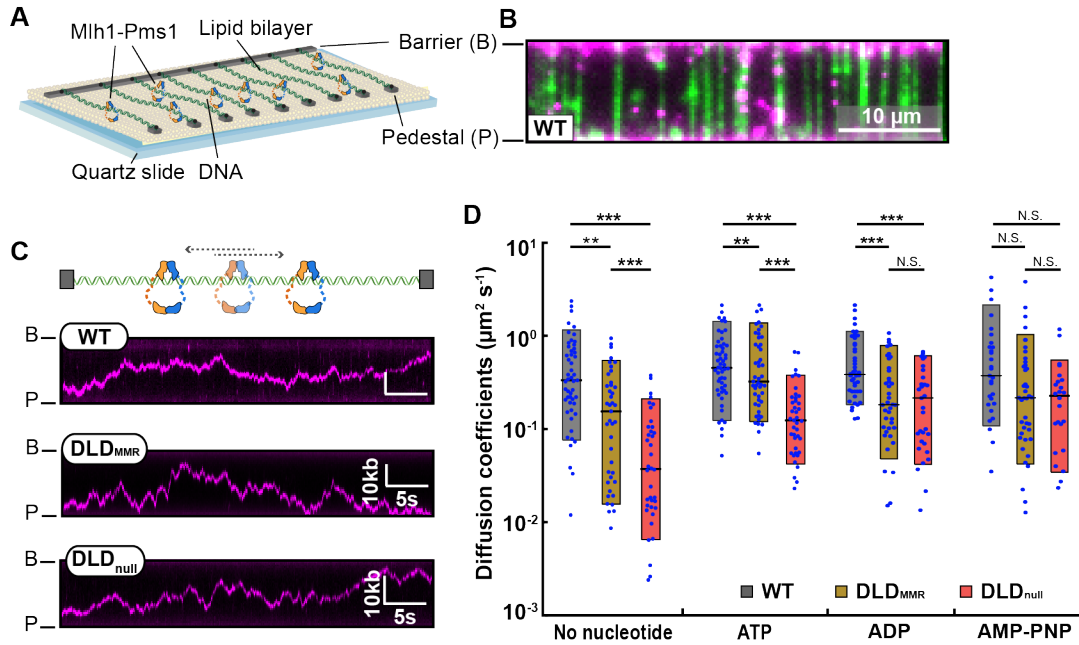 A
Mlh1-Pms1
Lipid bilayer
Barrier (B)
Pedestal (P)
Quartz slide
DNA
B
WT
10 µm
C
B
WT
P
B
DLDMMR
10kb
5s
P
B
DLDnull
10kb
5s
P
D
*** *** *** N.S.
** ** *** N.S.
*** *** N.S. N.S.
Diffusion coefficients (µm² s⁻¹)
10¹
10⁰
10⁻¹
10⁻²
10⁻³
WT DLDMMR DLDnull
No nucleotide ATP ADP AMP-PNP